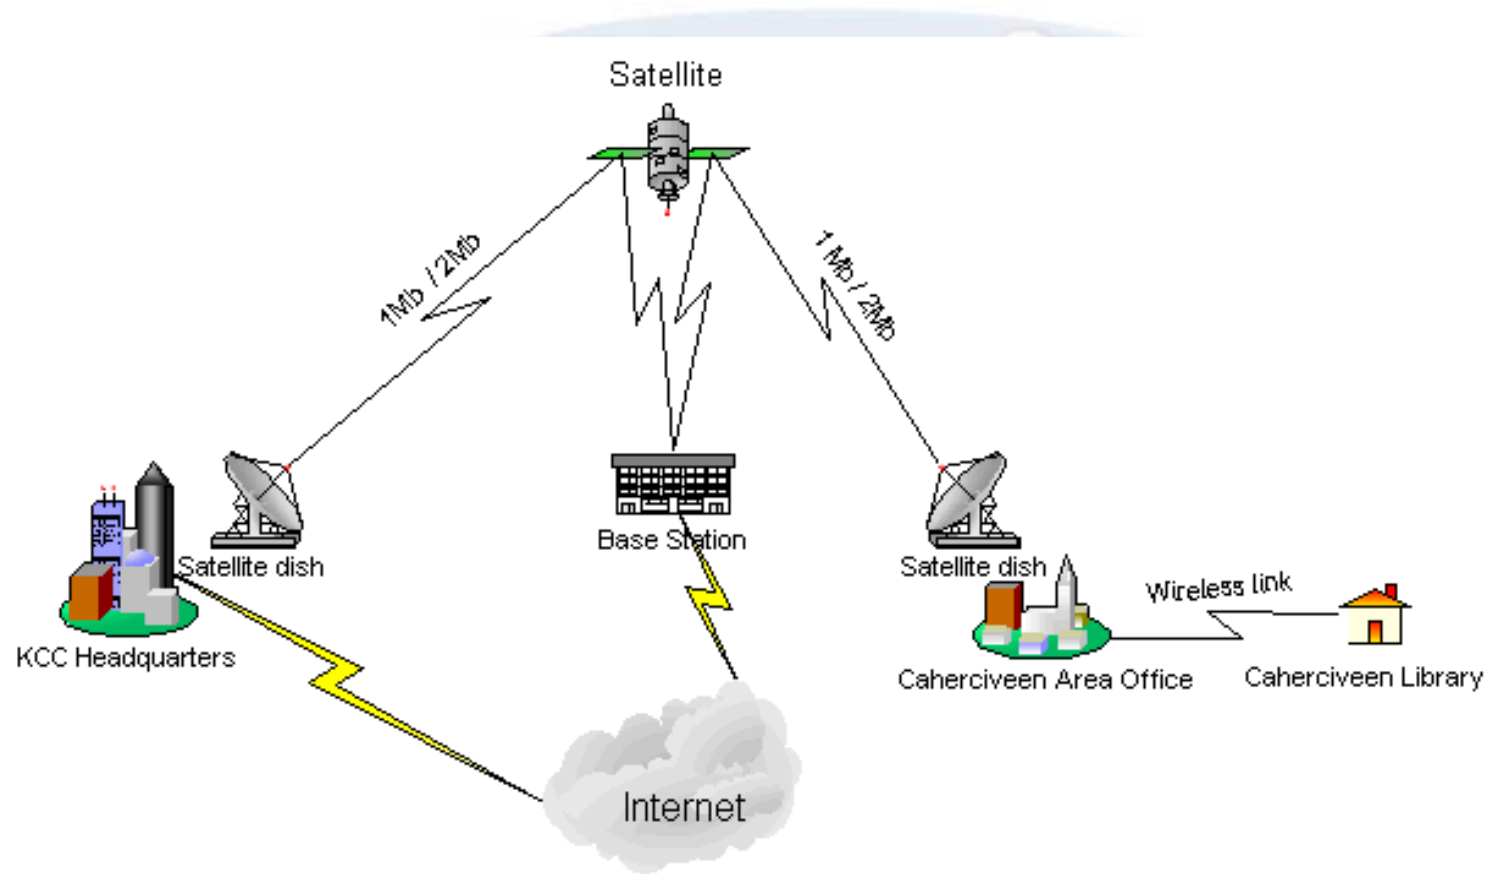 Satellite
1Mb / 2Mb
1 Mb / 2Mb
Base Station
Satellite dish
Satellite dish
Wireless link
KCC Headquarters
Caherciveen Area Office
Caherciveen Library
Internet